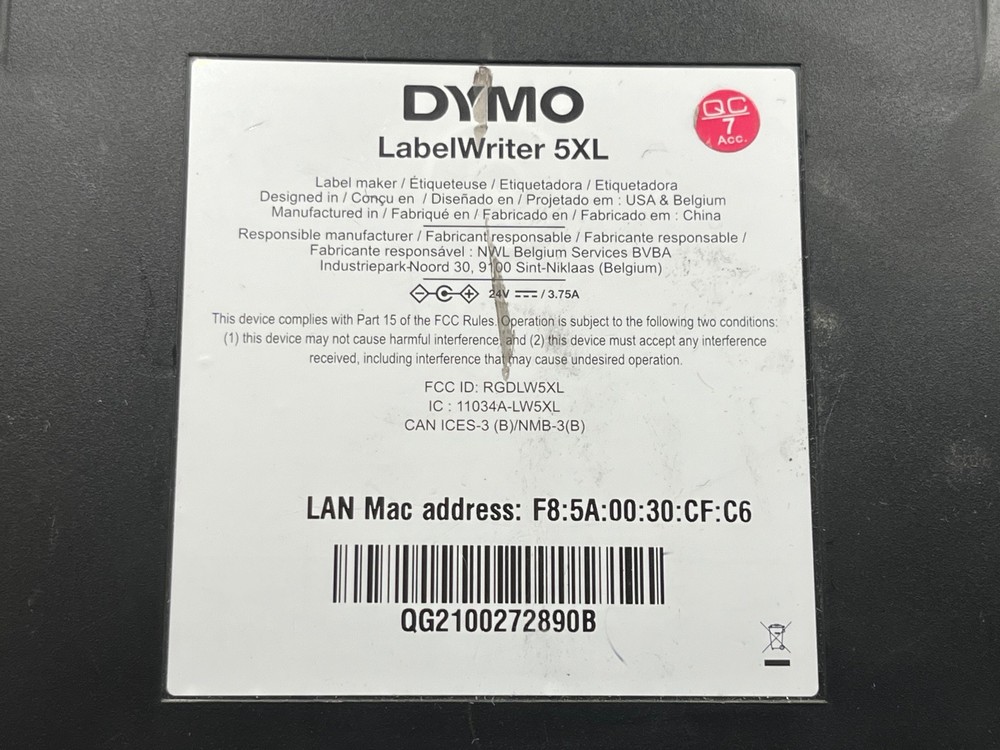 DYMO
LabelWriter 5XL
QC
7
Acc.
Label maker / Étiqueteuse / Etiquetadora / Etiquetadora
Designed in / Conçu en / Diseñado en / Projetado em : USA & Belgium
Manufactured in / Fabriqué en / Fabricado en / Fabricado em : China
Responsible manufacturer / Fabricant responsable / Fabricante responsable /
Fabricante responsável : NWL Belgium Services BVBA
Industriepark-Noord 30, 9100 Sint-Niklaas (Belgium)
24V / 3.75A
This device complies with Part 15 of the FCC Rules. Operation is subject to the following two conditions:
(1) this device may not cause harmful interference, and (2) this device must accept any interference
received, including interference that may cause undesired operation.
FCC ID: RGDLW5XL
IC : 11034A-LW5XL
CAN ICES-3 (B)/NMB-3(B)
LAN Mac address: F8:5A:00:30:CF:C6
QG2100272890B